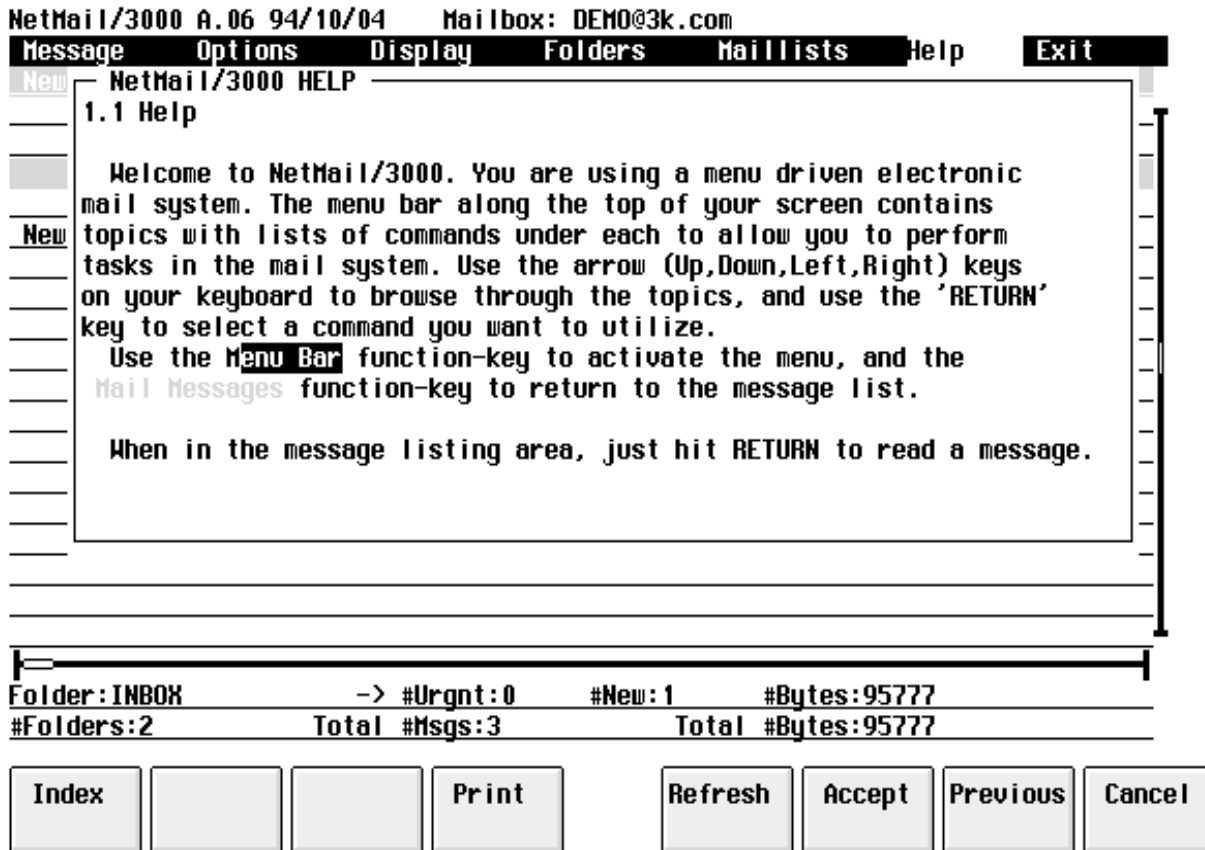 NetMail/3000 A.06 94/10/04 Mailbox: DEMO@3k.com
Message Options Display Folders Maillists Help Exit
New
NetMail/3000 HELP
1.1 Help
Welcome to NetMail/3000. You are using a menu driven electronic
mail system. The menu bar along the top of your screen contains
New
topics with lists of commands under each to allow you to perform
tasks in the mail system. Use the arrow (Up,Down,Left,Right) keys
on your keyboard to browse through the topics, and use the 'RETURN'
key to select a command you want to utilize.
Use the Menu Bar function-key to activate the menu, and the
Mail Messages function-key to return to the message list.
When in the message listing area, just hit RETURN to read a message.
Folder:INBOX -> #Urgnt:0 #New:1 #Bytes:95777
#Folders:2 Total #Msgs:3 Total #Bytes:95777
Index Print Refresh Accept Previous Cancel